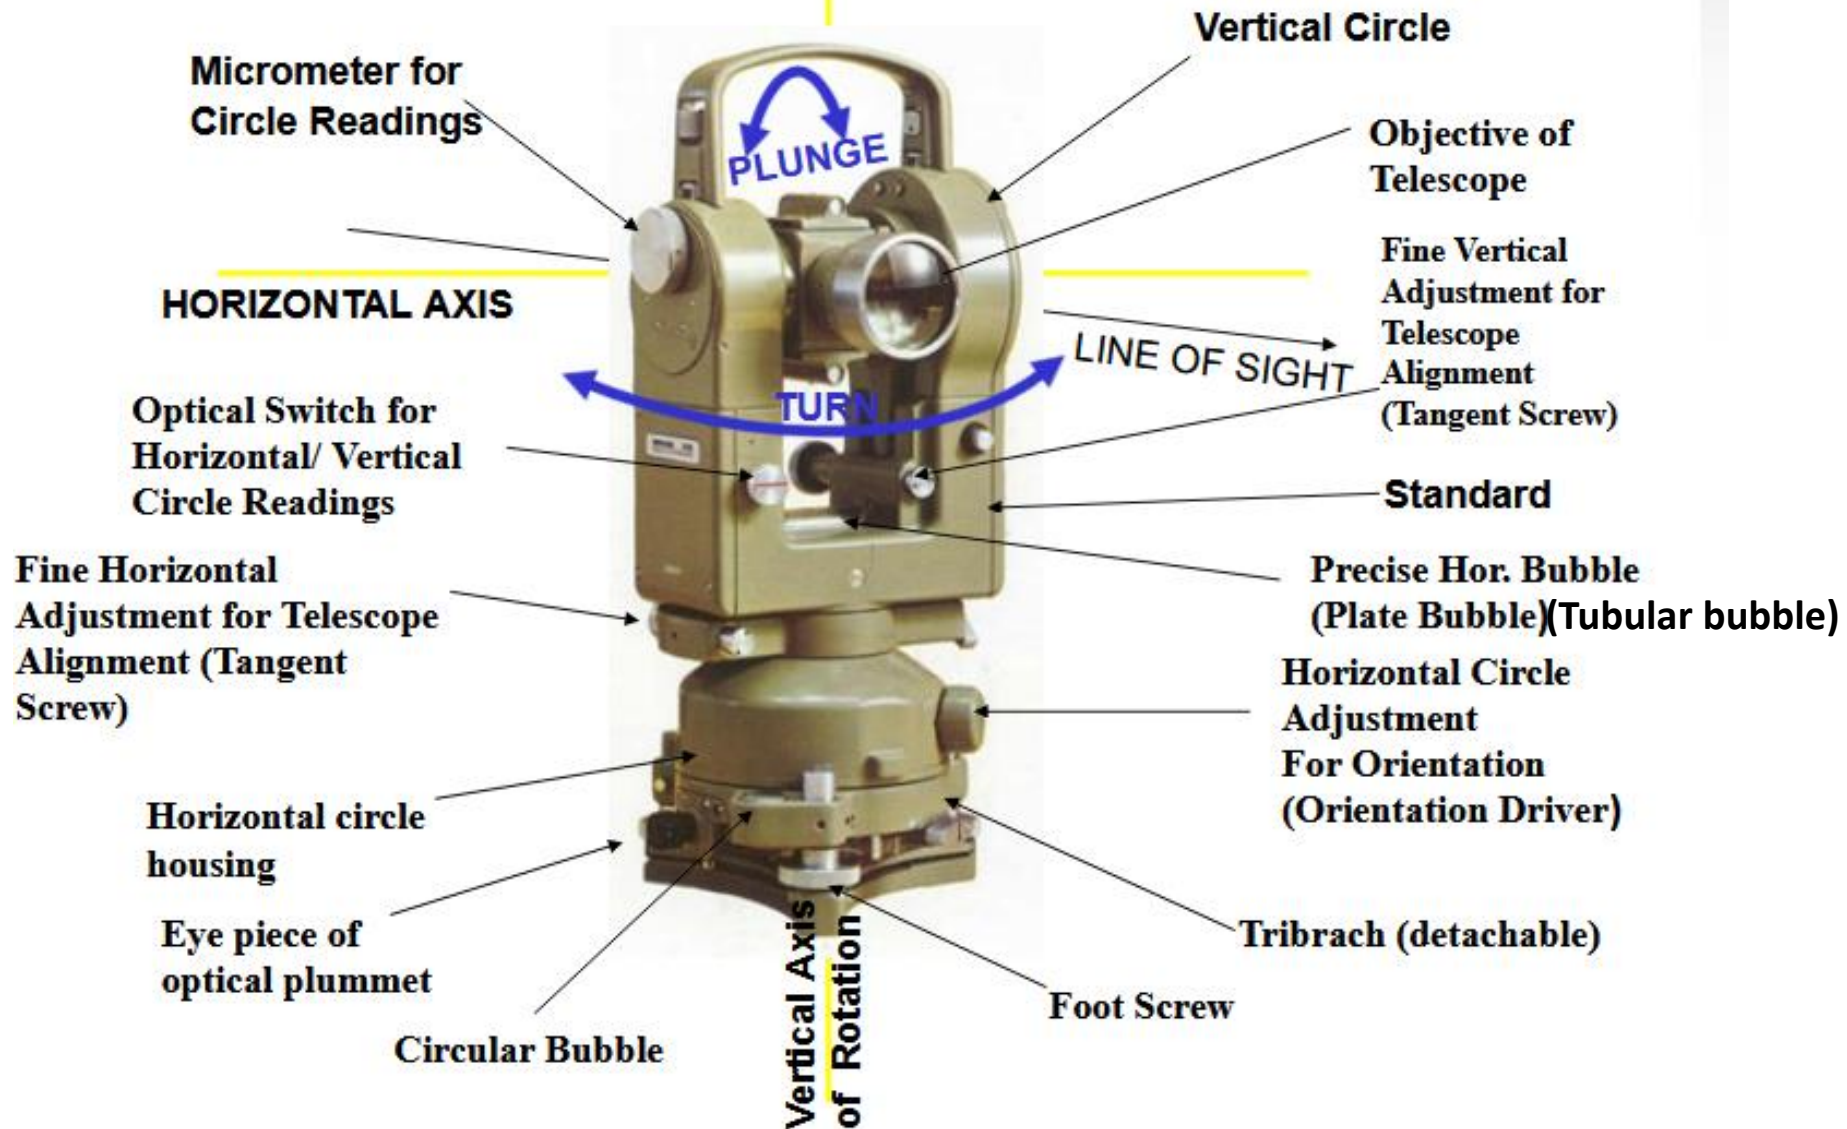 Vertical Circle
Micrometer for
Circle Readings
PLUNGE
Objective of
Telescope
Fine Vertical
Adjustment for
Telescope
Alignment
(Tangent Screw)
HORIZONTAL AXIS
LINE OF SIGHT
TURN
Optical Switch for
Horizontal/ Vertical
Circle Readings
Standard
Fine Horizontal
Adjustment for Telescope
Alignment (Tangent
Screw)
Precise Hor. Bubble
(Plate Bubble)(Tubular bubble)
Horizontal Circle
Adjustment
For Orientation
(Orientation Driver)
Horizontal circle
housing
Eye piece of
optical plummet
Tribrach (detachable)
Foot Screw
Circular Bubble
Vertical Axis
of Rotation